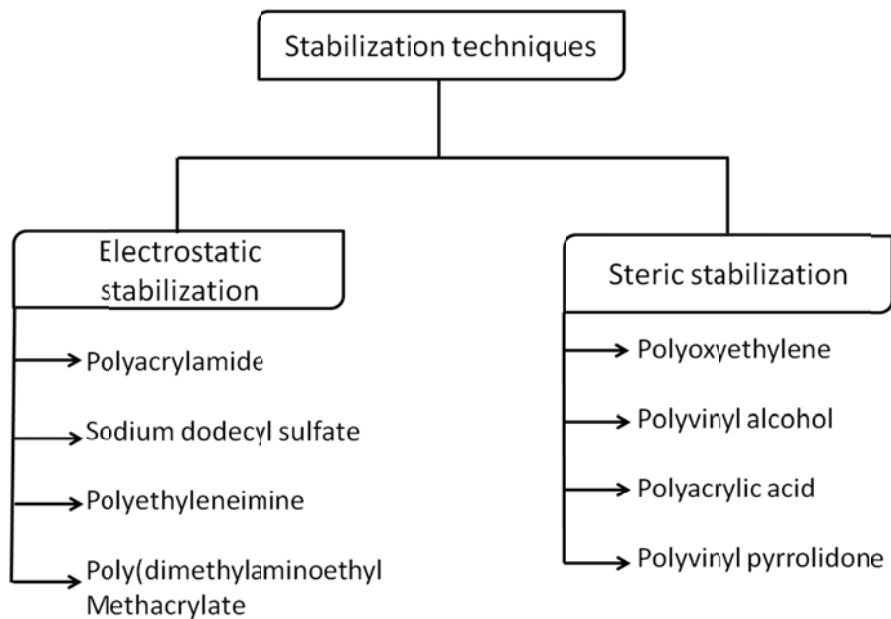 Stabilization techniques
Electrostatic
stabilization
Polyacrylamide
Sodium dodecyl sulfate
Polyethyleneimine
Poly(dimethylaminoethyl
Methacrylate
Steric stabilization
Polyoxyethylene
Polyvinyl alcohol
Polyacrylic acid
Polyvinyl pyrrolidone